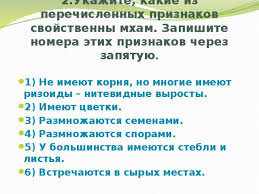 2.Укажите, какие из
перечисленных признаков
свойственны мхам. Запишите
номера этих признаков через
запятую.
1) Не имеют корня, но многие имеют
ризоиды – нитевидные выросты.
2) Имеют цветки.
3) Размножаются семенами.
4) Размножаются спорами.
5) У большинства имеются стебли и
листья.
6) Встречаются в сырых местах.